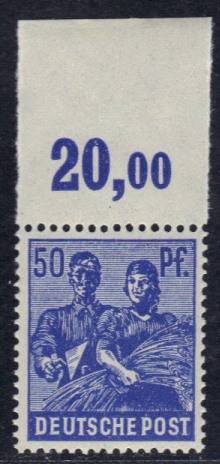 20,00
50 Pf.
DEUTSCHE POST